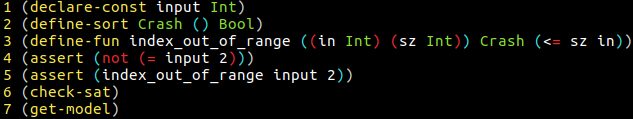 1 (declare-const input Int)
2 (define-sort Crash () Bool)
3 (define-fun index_out_of_range ((in Int) (sz Int)) Crash (<= sz in))
4 (assert (not (= input 2)))
5 (assert (index_out_of_range input 2))
6 (check-sat)
7 (get-model)